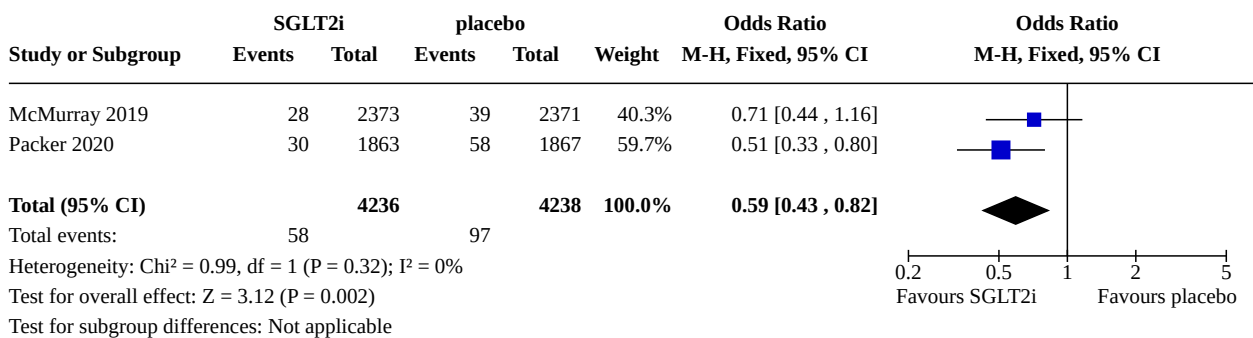 SGLT2i placebo Odds Ratio Odds Ratio
Study or Subgroup Events Total Events Total Weight M-H, Fixed, 95% CI M-H, Fixed, 95% CI
McMurray 2019 28 2373 39 2371 40.3% 0.71 [0.44 , 1.16]
Packer 2020 30 1863 58 1867 59.7% 0.51 [0.33 , 0.80]
Total (95% CI) 4236 4238 100.0% 0.59 [0.43 , 0.82]
Total events: 58 97
Heterogeneity: Chi² = 0.99, df = 1 (P = 0.32); I² = 0%
Test for overall effect: Z = 3.12 (P = 0.002)
Test for subgroup differences: Not applicable
0.2 0.5 1 2 5
Favours SGLT2i Favours placebo